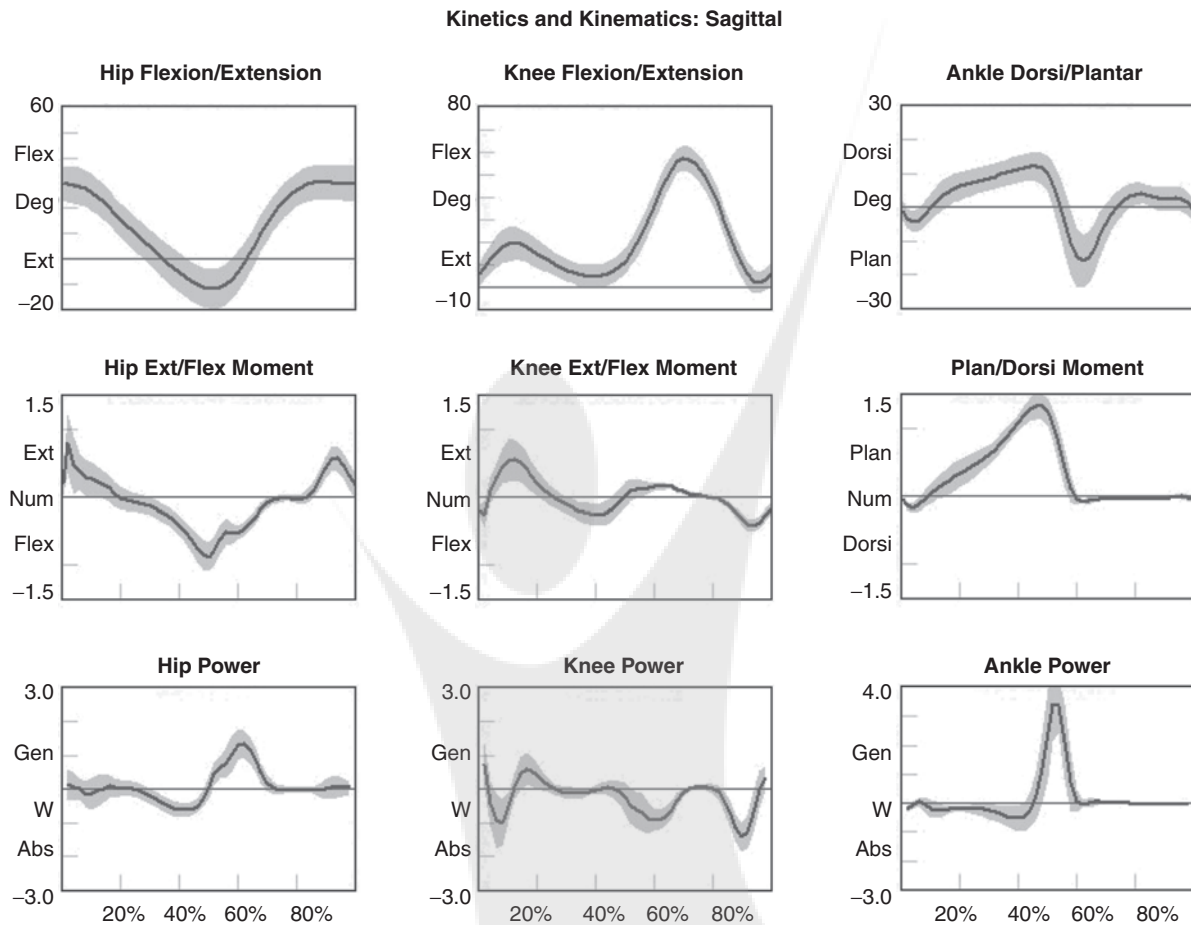 Kinetics and Kinematics: Sagittal
Hip Flexion/Extension
60
Flex
Deg
Ext
–20
Knee Flexion/Extension
80
Flex
Deg
Ext
–10
Ankle Dorsi/Plantar
30
Dorsi
Deg
Plan
–30
Hip Ext/Flex Moment
1.5
Ext
Num
Flex
–1.5
Knee Ext/Flex Moment
1.5
Ext
Num
Flex
–1.5
Plan/Dorsi Moment
1.5
Plan
Num
Dorsi
–1.5
Hip Power
3.0
Gen
W
Abs
–3.0
20% 40% 60% 80%
Knee Power
3.0
Gen
W
Abs
–3.0
20% 40% 60% 80%
Ankle Power
4.0
Gen
W
Abs
–3.0
20% 40% 60% 80%